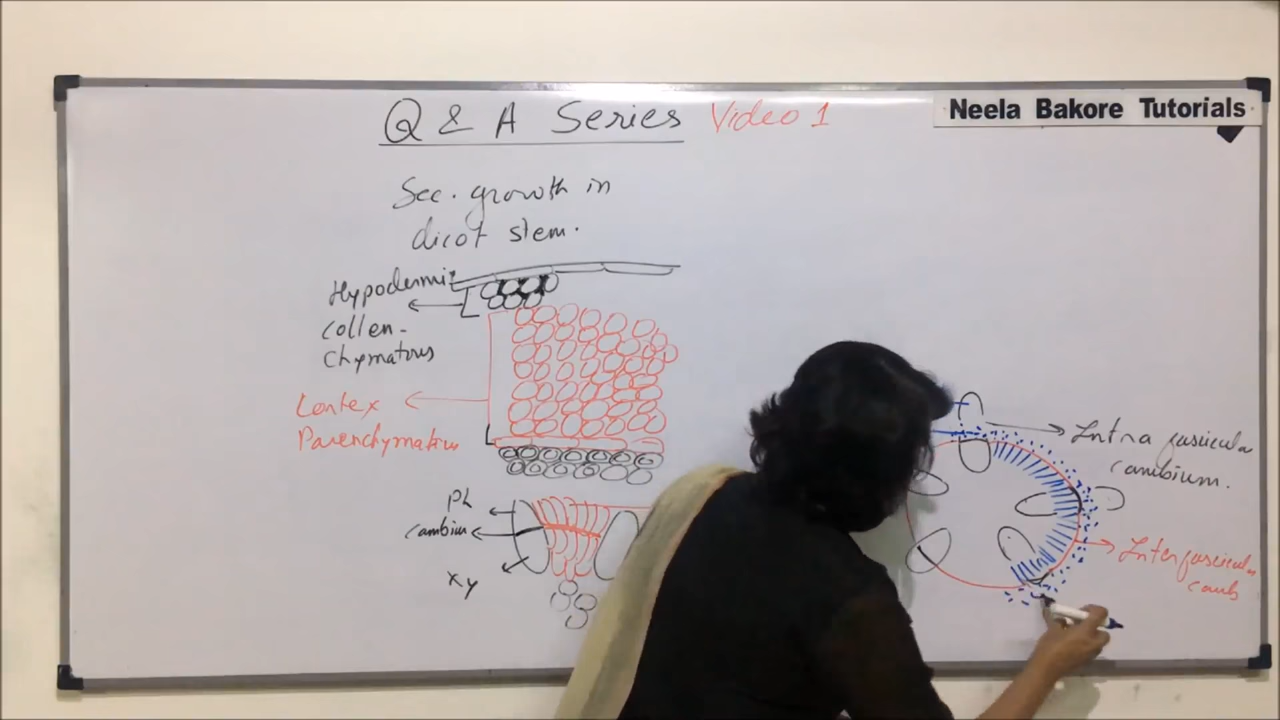 Q & A Series Video 1
Neela Bakore Tutorials
Sec. growth in
dicot stem.
Hypodermis
collen-
chymatous
Cortex
Parenchymatous
Ph
cambium
xy
Intra fascicular
cambium.
Interfascicular
camb